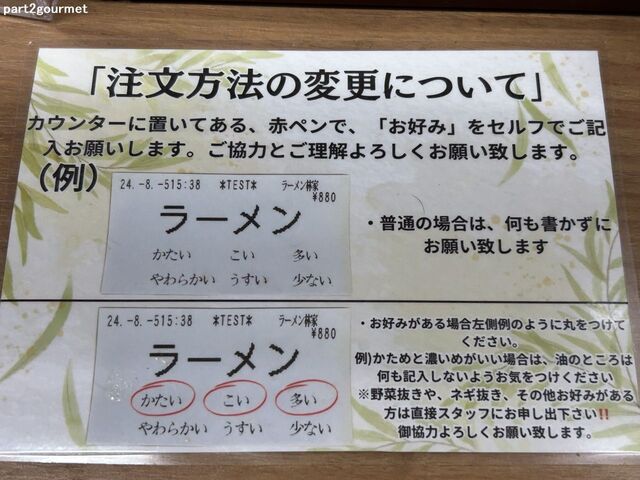 part2gourmet
「注文方法の変更について」
カウンターに置いてある、赤ペンで、「お好み」をセルフでご記
入お願いします。ご協力とご理解よろしくお願い致します。
(例)
24.-8.-515:38 *TEST* ラーメン林家
¥880
ラーメン
かたい こい 多い
やわらかい うすい 少ない
・普通の場合は、何も書かずに
お願い致します
24.-8.-515:38 *TEST* ラーメン林家
¥880
ラーメン
かたい こい 多い
やわらかい うすい 少ない
・お好みがある場合左側例のように丸をつけて
ください。
例)かためと濃いめがいい場合は、油のところは
何も記入しないようお気をつけください
※野菜抜きや、ネギ抜き、その他お好みがある
方は直接スタッフにお申し出下さい‼
御協力よろしくお願い致します。